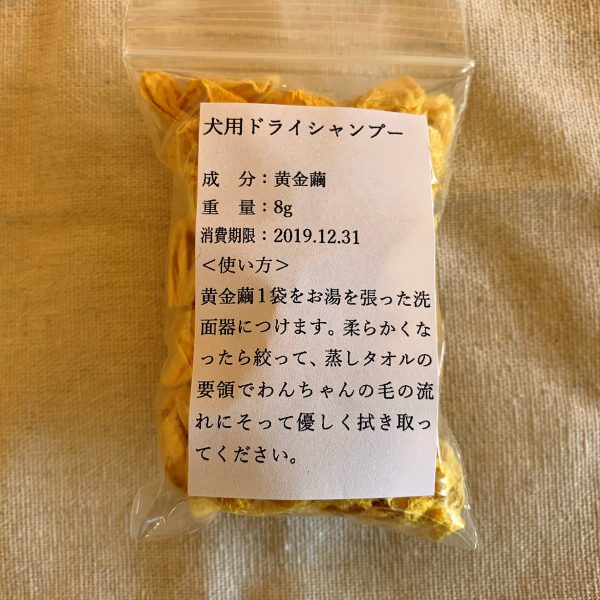 犬用ドライシャンプー
成　分：黄金繭
重　量：8g
消費期限：2019.12.31
＜使い方＞
黄金繭1袋をお湯を張った洗
面器につけます。柔らかくな
ったら絞って、蒸しタオルの
要領でわんちゃんの毛の流
れにそって優しく拭き取っ
てください。